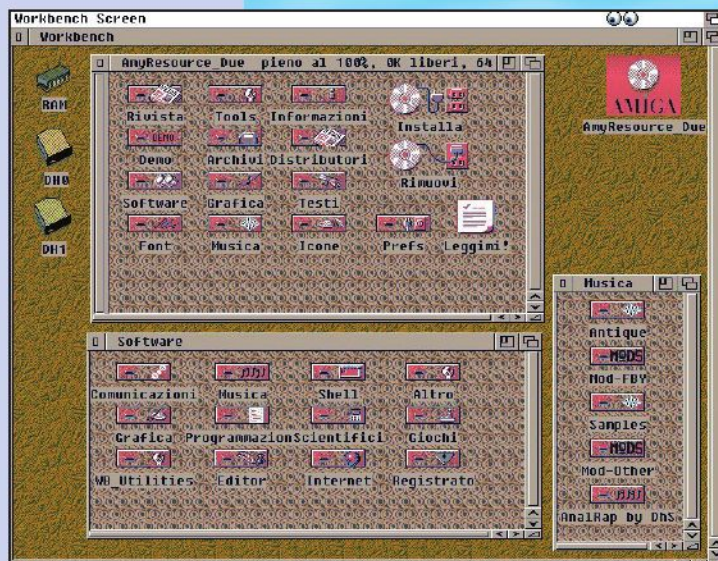 Workbench Screen
Workbench
RAM
DH0
DH1
AnyResource_Due pieno al 100%, 0K liberi, 64
Rivista Tools Informazioni Installa
DEMO
Demo Archivi Distributori Rimuovi
Software Grafica Testi
Font Musica Icone Prefs Leggimi!
AMIGA
AmyResource_Due
Software
Comunicazioni Musica Shell Altro
Grafica Programmazion Scientifici Giochi
WB_Utilities Editor Internet Registrato
Musica
Antique
MODS
Mod-FBY
Samples
MODS
Mod-Other
AnalRap by DhS